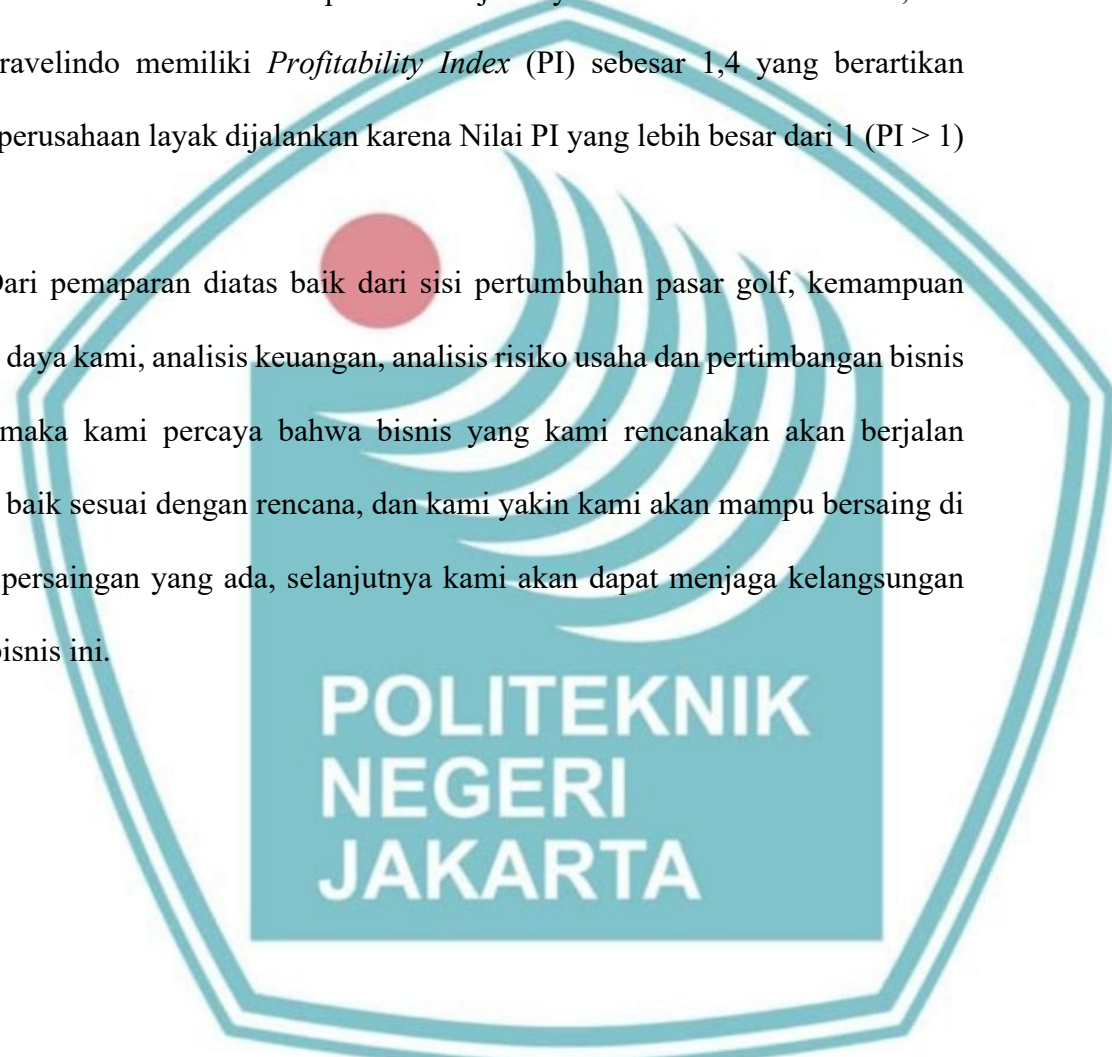 ravelindo memiliki Profitability Index (PI) sebesar 1,4 yang berartikan
perusahaan layak dijalankan karena Nilai PI yang lebih besar dari 1 (PI > 1)
Dari pemaparan diatas baik dari sisi pertumbuhan pasar golf, kemampuan
daya kami, analisis keuangan, analisis risiko usaha dan pertimbangan bisnis
maka kami percaya bahwa bisnis yang kami rencanakan akan berjalan
baik sesuai dengan rencana, dan kami yakin kami akan mampu bersaing di
persaingan yang ada, selanjutnya kami akan dapat menjaga kelangsungan
bisnis ini.
POLITEKNIK
NEGERI
JAKARTA